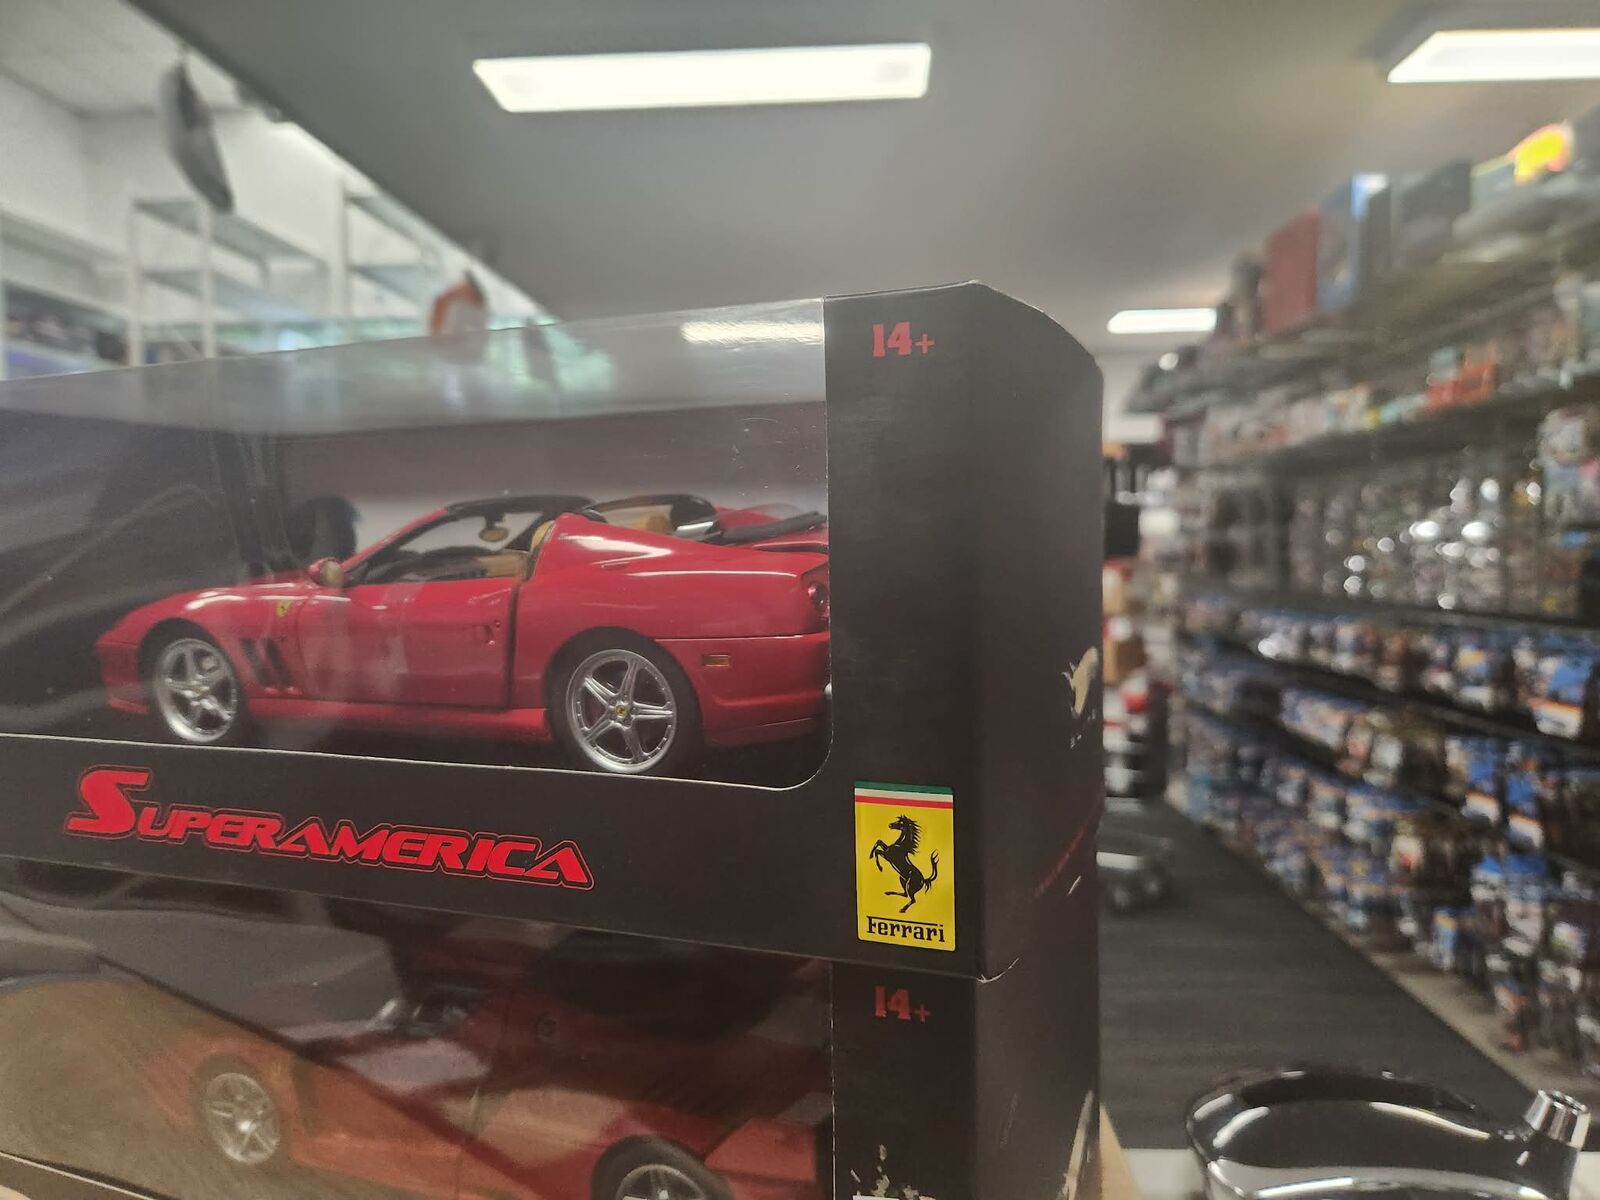 14+
SUPERAMERICA
Ferrari
14+